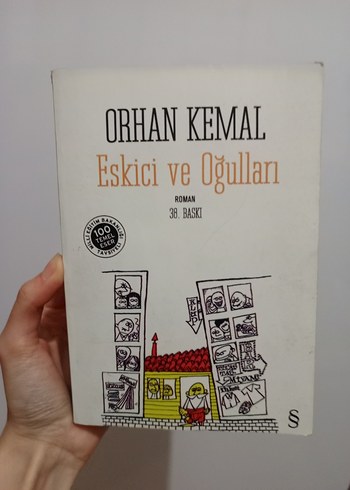 ORHAN KEMAL
Eskici ve Oğulları
ROMAN
38. BASKI
MİLLİ EĞİTİM BAKANLIĞI
100
TEMEL
ESER
TAVSİYELİ
S